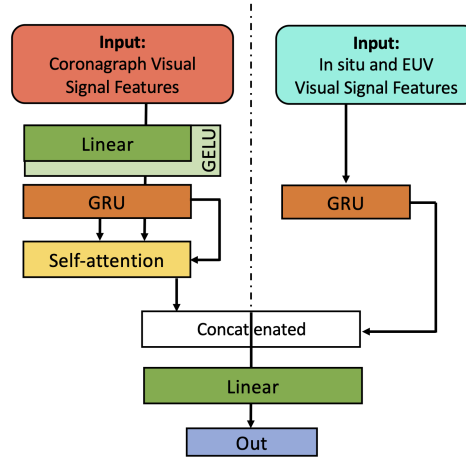 Input:
Coronagraph Visual
Signal Features
Input:
In situ and EUV
Visual Signal Features
Linear
GELU
GRU
GRU
Self-attention
Concatenated
Linear
Out